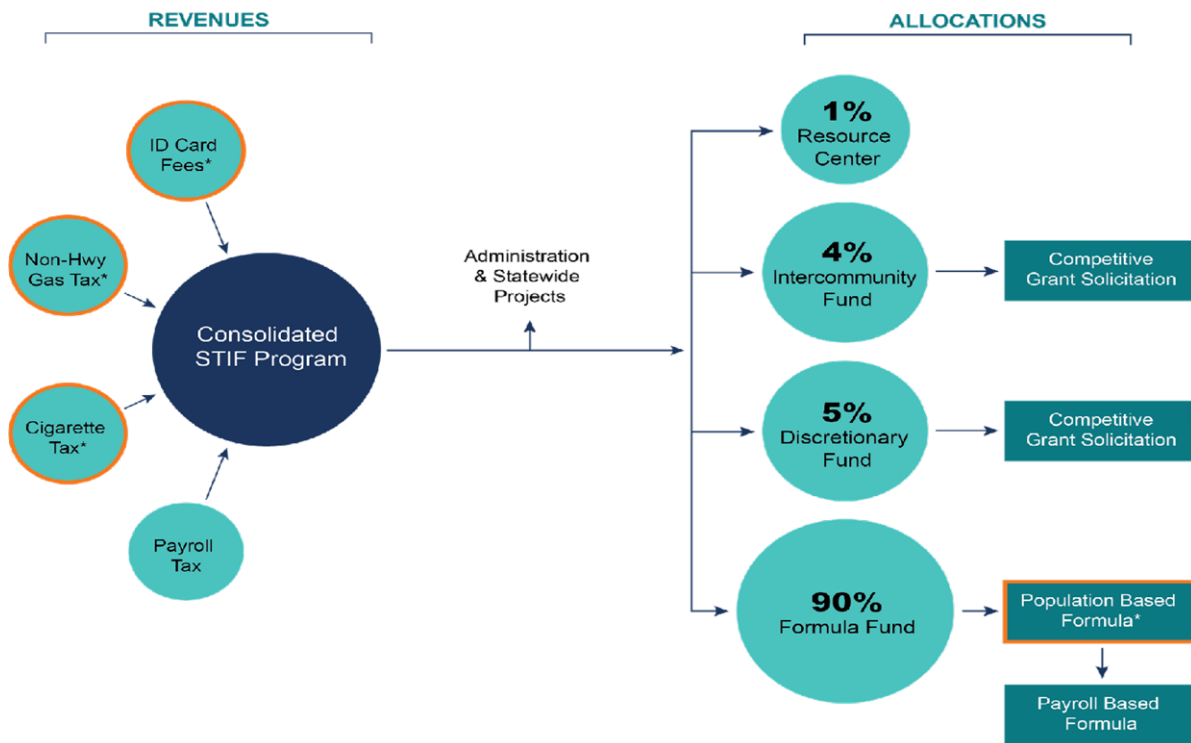 REVENUES
ID Card
Fees*
Non-Hwy
Gas Tax*
Cigarette
Tax*
Payroll
Tax
Consolidated
STIF Program
Administration
& Statewide
Projects
ALLOCATIONS
1%
Resource
Center
4%
Intercommunity
Fund
Competitive
Grant Solicitation
5%
Discretionary
Fund
Competitive
Grant Solicitation
90%
Formula Fund
Population Based
Formula*
Payroll Based
Formula